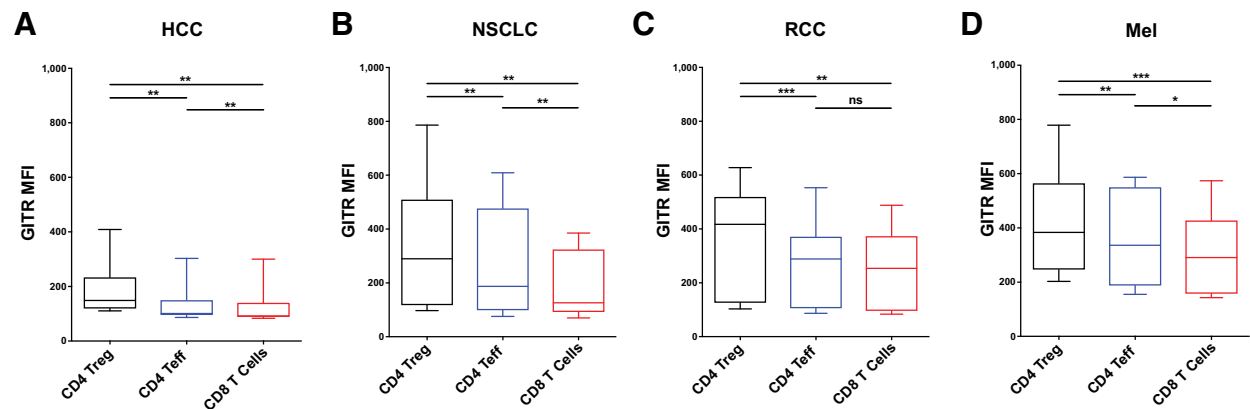 A HCC
GITR MFI
1,000
800
600
400
200
0
**
**
**
CD4 Treg
CD4 Teff
CD8 T Cells
B NSCLC
GITR MFI
1,000
800
600
400
200
0
**
**
**
CD4 Treg
CD4 Teff
CD8 T Cells
C RCC
GITR MFI
1,000
800
600
400
200
0
**
***
ns
CD4 Treg
CD4 Teff
CD8 T Cells
D Mel
GITR MFI
1,000
800
600
400
200
0
***
**
*
CD4 Treg
CD4 Teff
CD8 T Cells